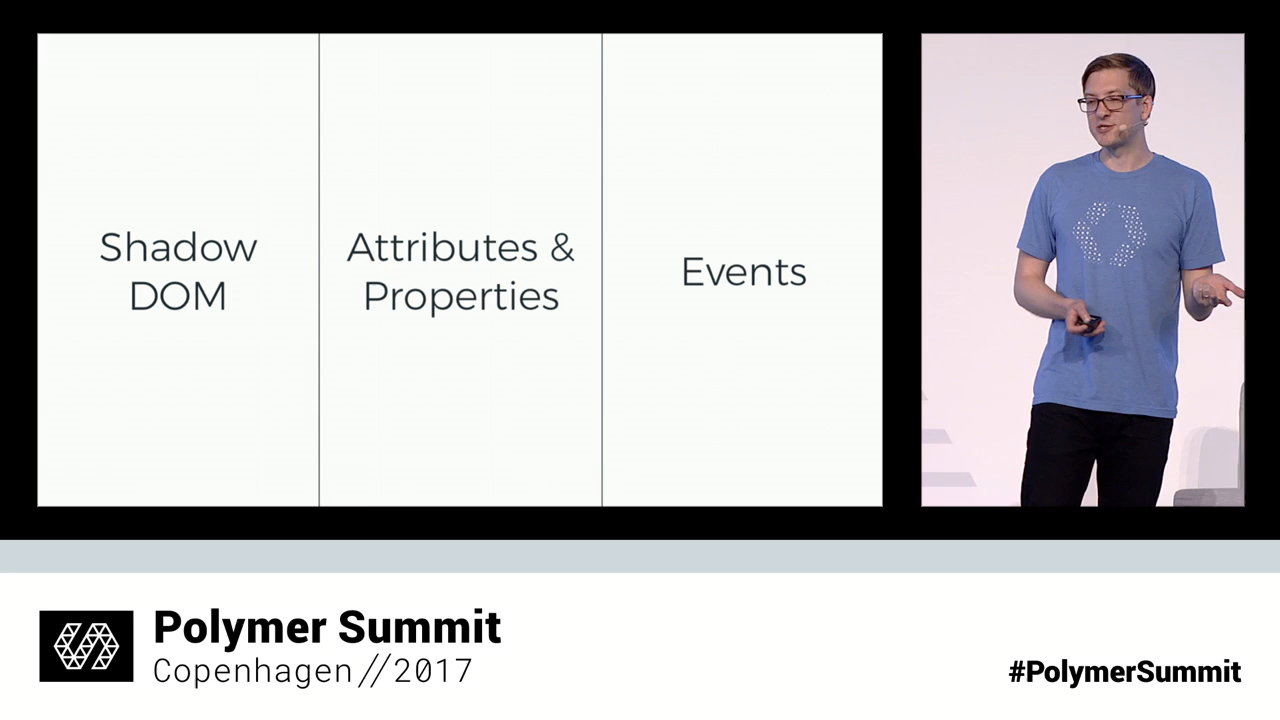 Shadow
DOM
Attributes &
Properties
Events
Polymer Summit
Copenhagen//2017
#PolymerSummit